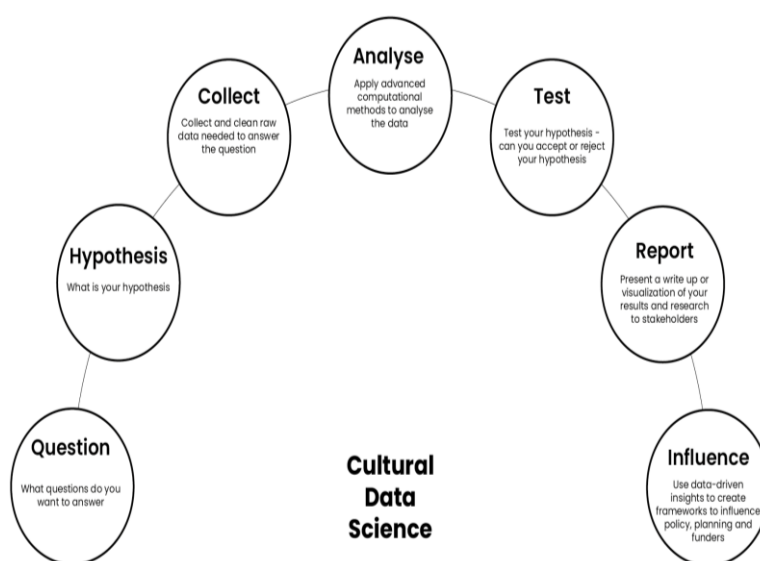 Question
What questions do you
want to answer
Hypothesis
What is your hypothesis
Collect
Collect and clean raw
data needed to answer
the question
Analyse
Apply advanced
computational
methods to analyse
the data
Test
Test your hypothesis -
can you accept or reject
your hypothesis
Report
Present a write up or
visualization of your
results and research
to stakeholders
Influence
Use data-driven
insights to create
frameworks to influence
policy, planning and
funders
Cultural
Data
Science